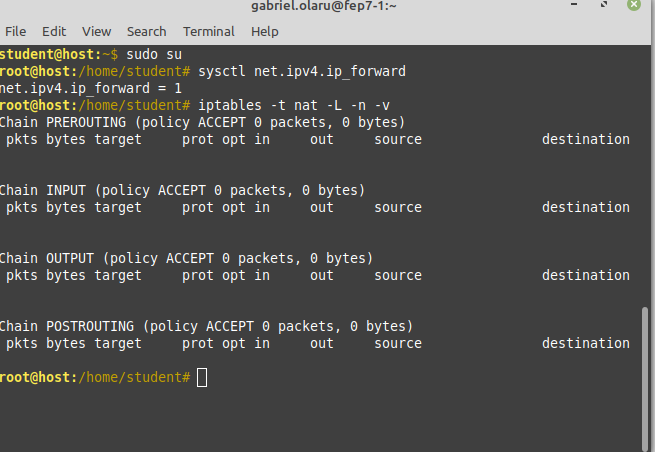 gabriel.olaru@fep7-1:~
File Edit View Search Terminal Help
student@host:~$ sudo su
root@host:/home/student# sysctl net.ipv4.ip_forward
net.ipv4.ip_forward = 1
root@host:/home/student# iptables -t nat -L -n -v
Chain PREROUTING (policy ACCEPT 0 packets, 0 bytes)
 pkts bytes target     prot opt in     out     source               destination

Chain INPUT (policy ACCEPT 0 packets, 0 bytes)
 pkts bytes target     prot opt in     out     source               destination

Chain OUTPUT (policy ACCEPT 0 packets, 0 bytes)
 pkts bytes target     prot opt in     out     source               destination

Chain POSTROUTING (policy ACCEPT 0 packets, 0 bytes)
 pkts bytes target     prot opt in     out     source               destination

root@host:/home/student#